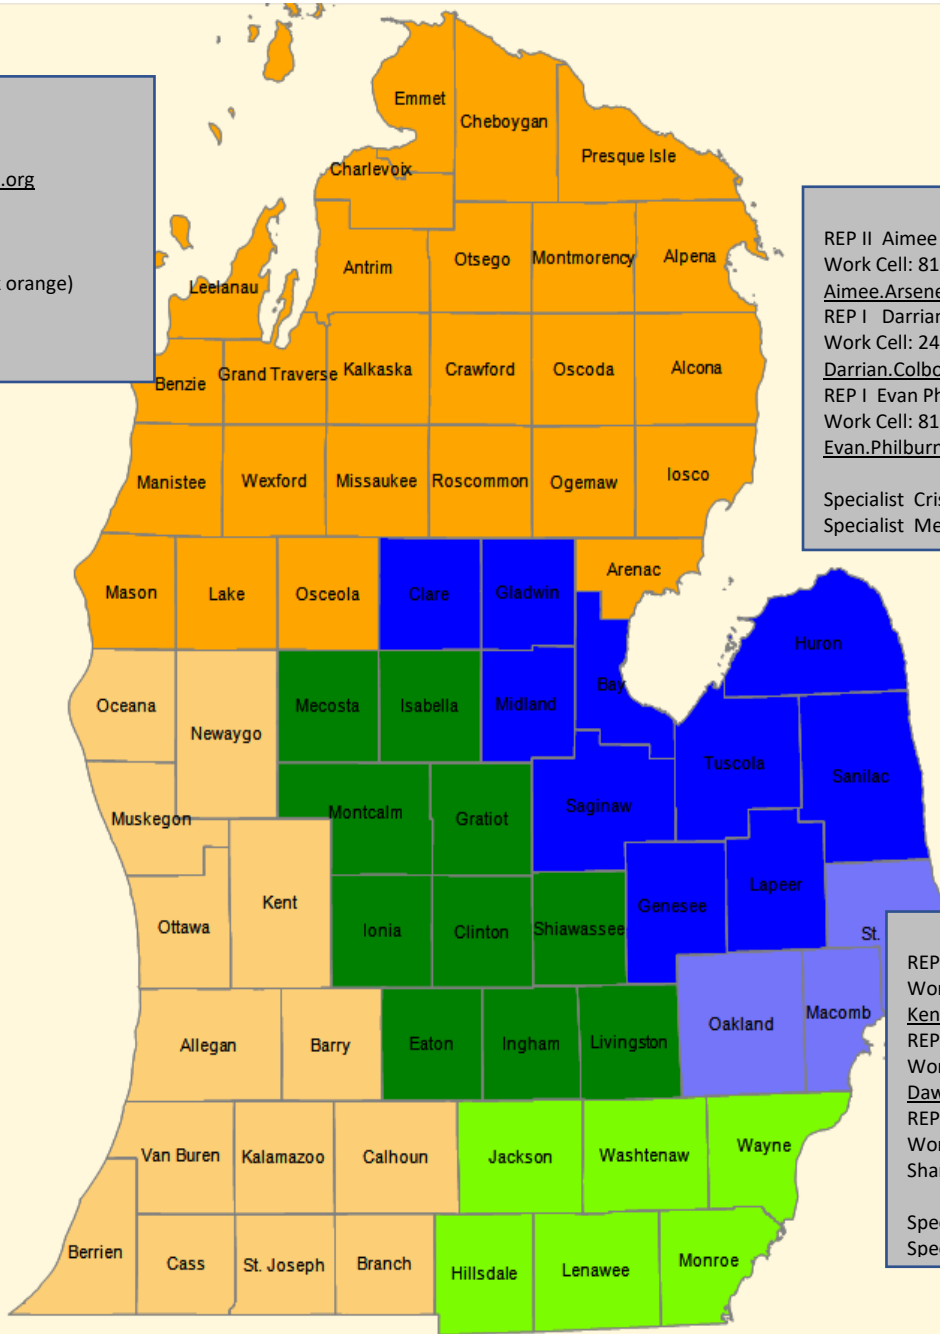 Emmet
Cheboygan
Presque Isle
Charlevoix
.org
orange)
REP II Aimee
Work Cell: 81
Aimee.Arsene
REP I Darrian
Work Cell: 24
Darrian.Colbo
REP I Evan Ph
Work Cell: 81
Evan.Philburn
Specialist Cris
Specialist Me
Leelanau
Antrim
Otsego
Montmorency
Alpena
Benzie
Grand Traverse
Kalkaska
Crawford
Oscoda
Alcona
Manistee
Wexford
Missaukee
Roscommon
Ogemaw
Iosco
Mason
Lake
Osceola
Clare
Gladwin
Arenac
Huron
Oceana
Newaygo
Mecosta
Isabella
Midland
Bay
Tuscola
Sanilac
Muskegon
Montcalm
Gratiot
Saginaw
Ottawa
Kent
Ionia
Clinton
Shiawassee
Genesee
Lapeer
St.
Allegan
Barry
Eaton
Ingham
Livingston
Oakland
Macomb
REP
Wor
Ken
REP
Wor
Daw
REP
Wor
Shar
Spec
Spec
Van Buren
Kalamazoo
Calhoun
Jackson
Washtenaw
Wayne
Berrien
Cass
St. Joseph
Branch
Hillsdale
Lenawee
Monroe